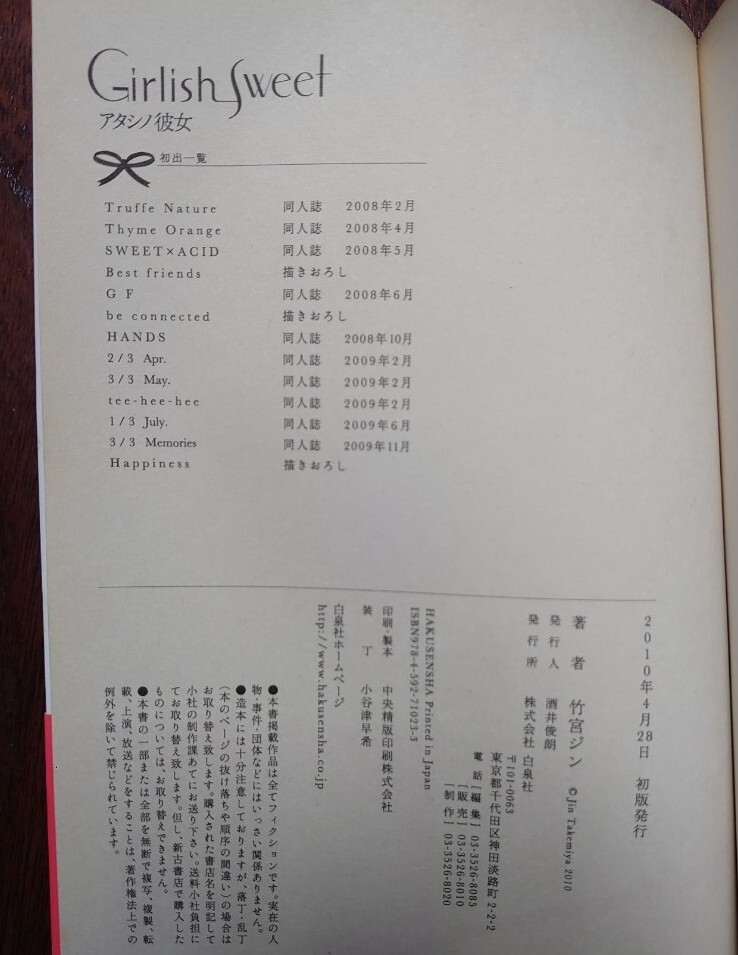 Girlish Sweet
アタシノ彼女
初出一覧
Truffe Nature 同人誌 2008年2月
Thyme Orange 同人誌 2008年4月
SWEET×ACID 同人誌 2008年5月
Best friends 描きおろし
G F 同人誌 2008年6月
be connected 描きおろし
HANDS 同人誌 2008年10月
2/3 Apr. 同人誌 2009年2月
3/3 May. 同人誌 2009年2月
tee-hee-hee 同人誌 2009年2月
1/3 July. 同人誌 2009年6月
3/3 Memories 同人誌 2009年11月
Happiness 描きおろし
2010年4月28日 初版発行
著者 竹宮ジン ©Jin Takemiya 2010
発行人 酒井俊朗
発行所 株式会社 白泉社
〒101-0063
東京都千代田区神田淡路町2-2-2
電話［編集］03-3526-8085
［販売］03-3526-8010
［制作］03-3526-8020
HAKUSENSHA Printed in Japan
ISBN978-4-592-71023-3
印刷・製本 中央精版印刷株式会社
装丁 小谷津早希
白泉社ホームページ
http://www.hakusensha.co.jp
●本書掲載作品は全てフィクションです。実在の人
物・事件・団体などにはいっさい関係ありません。
●造本には十分注意しておりますが、落丁・乱丁
（本のページの抜け落ちや順序の間違い）の場合は
お取り替え致します。購入された書店名を明記して
小社の制作課あてにお送り下さい。送料小社負担に
てお取り替え致します。但し、新古書店で購入した
ものについては、お取り替えできません。
●本書の一部または全部を無断で複写、複製、転
載、上演、放送などをすることは、著作権法上での
例外を除いて禁じられています。